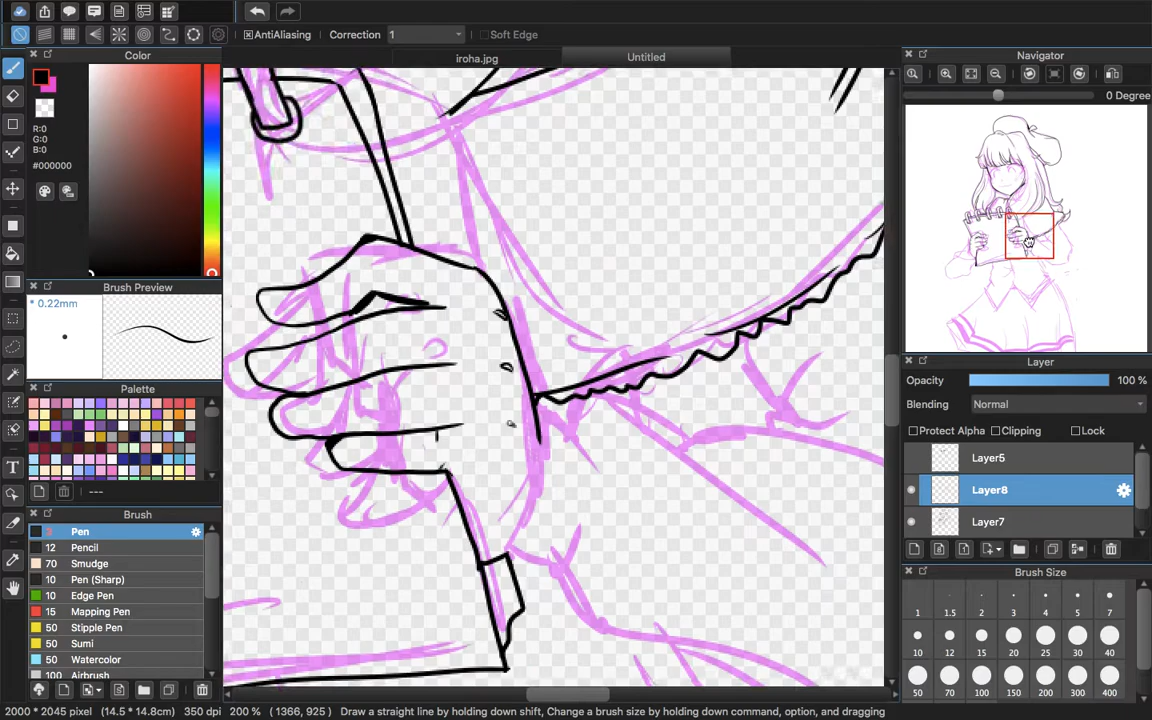 AntiAliasing Correction 1 Soft Edge
Color
iroha.jpg
Untitled
Navigator
0 Degree
R:0
G:0
B:0
#000000
Brush Preview
* 0.22mm
Palette
---
Brush
3 Pen
12 Pencil
70 Smudge
10 Pen (Sharp)
10 Edge Pen
15 Mapping Pen
50 Stipple Pen
50 Sumi
50 Watercolor
100 Airbrush
Layer
Opacity 100 %
Blending Normal
Protect Alpha Clipping Lock
Layer5
Layer8
Layer7
Brush Size
1 1.5 2 3 4 5 7
10 12 15 20 25 30 40
50 70 100 150 200 300 400
2000 * 2045 pixel (14.5 * 14.8cm) 350 dpi 200 % ( 1366, 925 ) Draw a straight line by holding down shift, Change a brush size by holding down command, option, and dragging